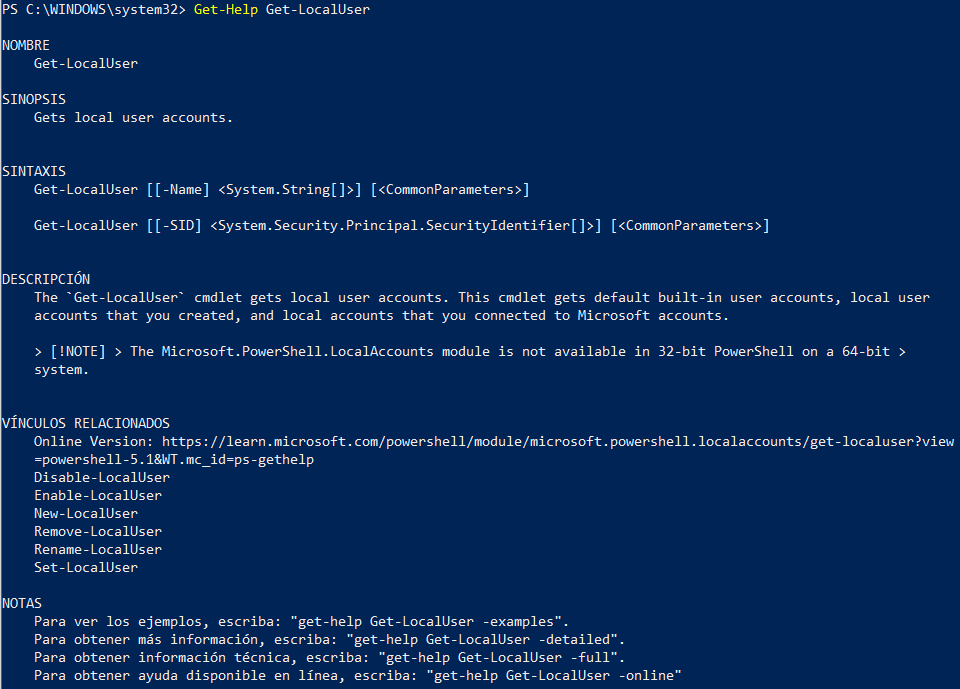 PS C:\WINDOWS\system32> Get-Help Get-LocalUser
NOMBRE
Get-LocalUser
SINOPSIS
Gets local user accounts.
SINTAXIS
Get-LocalUser [[-Name] <System.String[]>] [<CommonParameters>]
Get-LocalUser [[-SID] <System.Security.Principal.SecurityIdentifier[]>] [<CommonParameters>]
DESCRIPCIÓN
The `Get-LocalUser` cmdlet gets local user accounts. This cmdlet gets default built-in user accounts, local user
accounts that you created, and local accounts that you connected to Microsoft accounts.
> [!NOTE] > The Microsoft.PowerShell.LocalAccounts module is not available in 32-bit PowerShell on a 64-bit >
system.
VÍNCULOS RELACIONADOS
Online Version: https://learn.microsoft.com/powershell/module/microsoft.powershell.localaccounts/get-localuser?view
=powershell-5.1&WT.mc_id=ps-gethelp
Disable-LocalUser
Enable-LocalUser
New-LocalUser
Remove-LocalUser
Rename-LocalUser
Set-LocalUser
NOTAS
Para ver los ejemplos, escriba: "get-help Get-LocalUser -examples".
Para obtener más información, escriba: "get-help Get-LocalUser -detailed".
Para obtener información técnica, escriba: "get-help Get-LocalUser -full".
Para obtener ayuda disponible en línea, escriba: "get-help Get-LocalUser -online"